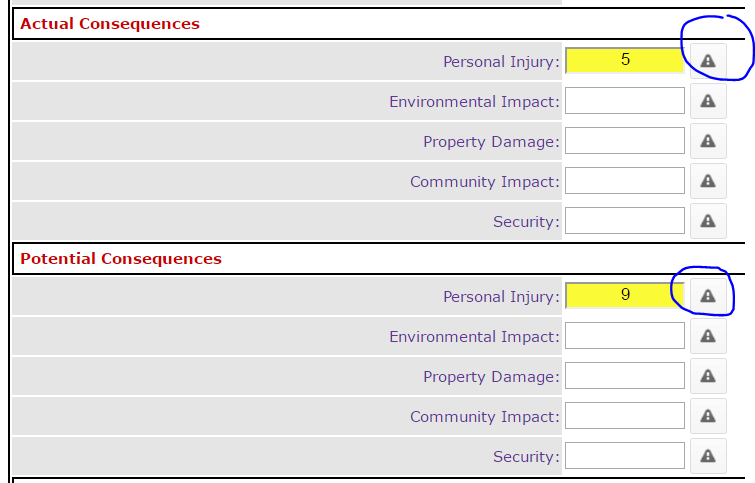 Actual Consequences
Personal Injury: 5
Environmental Impact:
Property Damage:
Community Impact:
Security:
Potential Consequences
Personal Injury: 9
Environmental Impact:
Property Damage:
Community Impact:
Security: